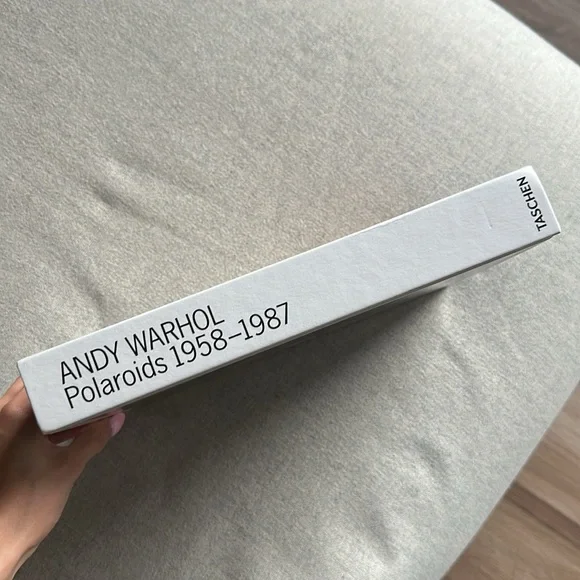 ANDY WARHOL
Polaroids 1958–1987
TASCHEN